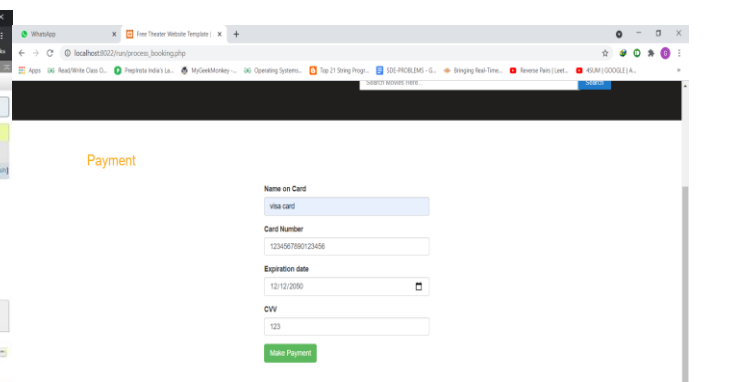 WhatsApp
Free Theater Website Template | -
localhost:8022/run/process_booking.php
Apps
Read/Write Class O...
PrepInsta India's La...
MyGeekMonkey -...
Operating Systems...
Top 21 String Progr...
SDE-PROBLEMS - G...
Bringing Real-Time...
Reverse Pairs | Leet...
4SUM | GOOGLE | A...
Search Movies Here...
Search
Payment
Name on Card
visa card
Card Number
1234567890123456
Expiration date
12/12/2050
CVV
123
Make Payment